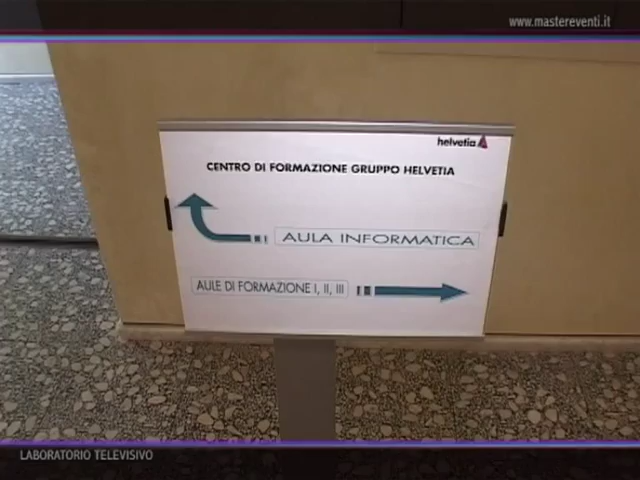 www.mastereventi.it
helvetia
CENTRO DI FORMAZIONE GRUPPO HELVETIA
AULA INFORMATICA
AULE DI FORMAZIONE I, II, III
LABORATORIO TELEVISIVO